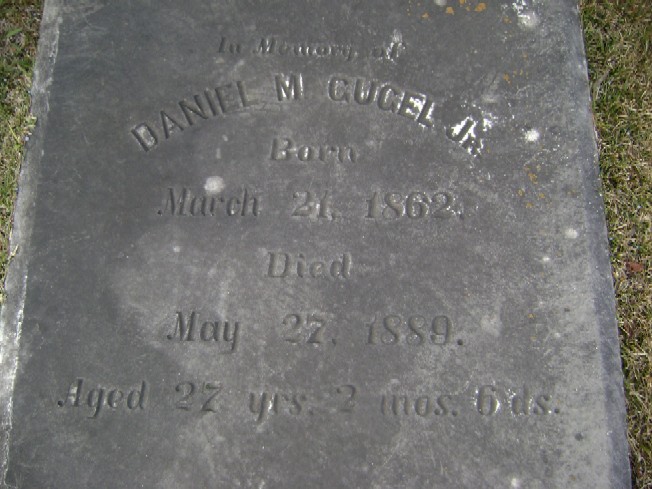 In Memory of
DANIEL M GUGEL JR.
Born
March 21, 1862.
Died
May 27, 1889.
Aged 27 yrs. 2 mos. 6 ds.